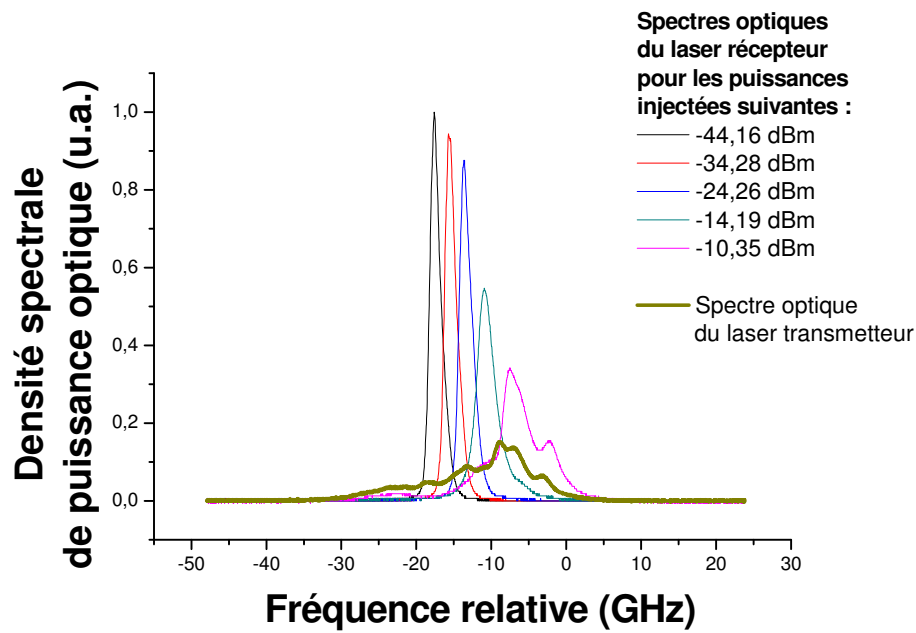 Spectres optiques
du laser récepteur
pour les puissances
injectées suivantes :
-44,16 dBm
-34,28 dBm
-24,26 dBm
-14,19 dBm
-10,35 dBm
Spectre optique
du laser transmetteur
Densité spectrale
de puissance optique (u.a.)
1,0
0,8
0,6
0,4
0,2
0,0
-50 -40 -30 -20 -10 0 10 20 30
Fréquence relative (GHz)